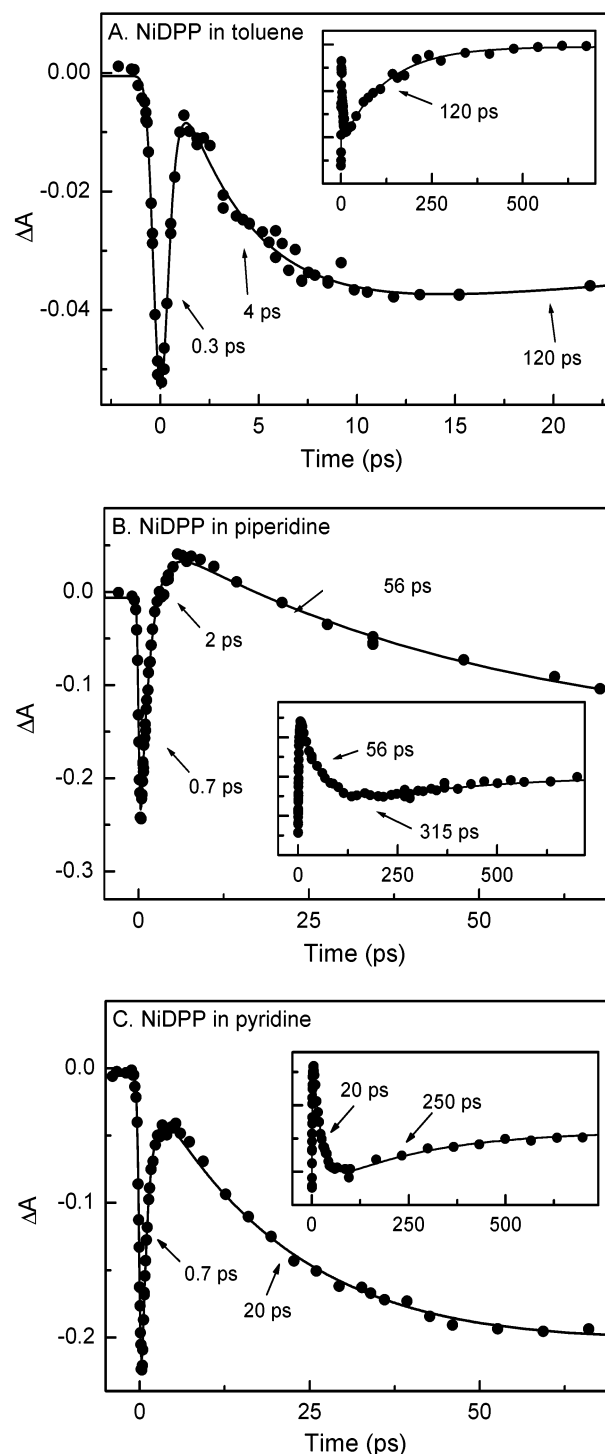 A. NiDPP in toluene
0.00
-0.02
-0.04
ΔA
0.3 ps
4 ps
120 ps
120 ps
0 250 500
0 5 10 15 20
Time (ps)
B. NiDPP in piperidine
0.0
-0.1
-0.2
-0.3
ΔA
0.7 ps
2 ps
56 ps
56 ps
315 ps
0 250 500
0 25 50
Time (ps)
C. NiDPP in pyridine
0.0
-0.1
-0.2
ΔA
0.7 ps
20 ps
20 ps
250 ps
0 250 500
0 25 50
Time (ps)